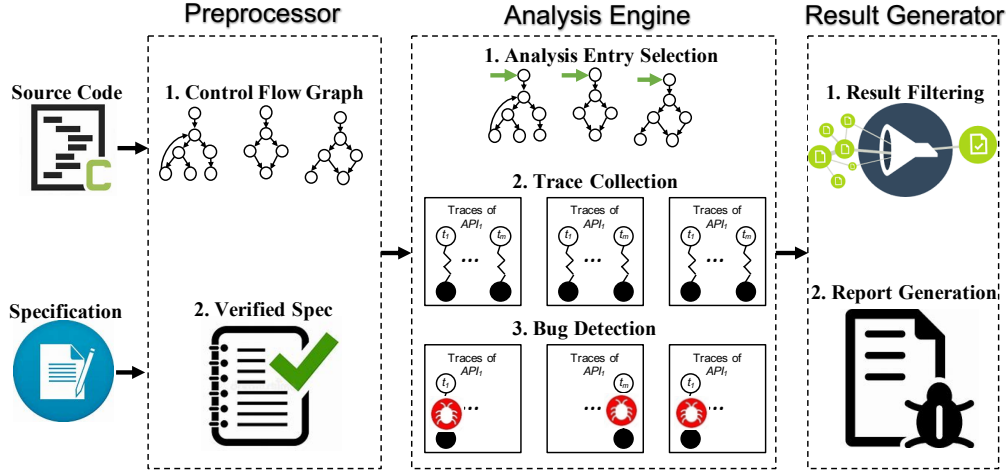 Preprocessor
Analysis Engine
Result Generator
Source Code
C
Specification
1. Control Flow Graph
2. Verified Spec
1. Analysis Entry Selection
2. Trace Collection
Traces of
API₁
t₁
...
tₘ
Traces of
API₁
t₁
...
tₘ
Traces of
API₁
t₁
...
tₘ
3. Bug Detection
Traces of
API₁
t₁
...
Traces of
API₁
...
tₘ
Traces of
API₁
t₁
...
1. Result Filtering
2. Report Generation